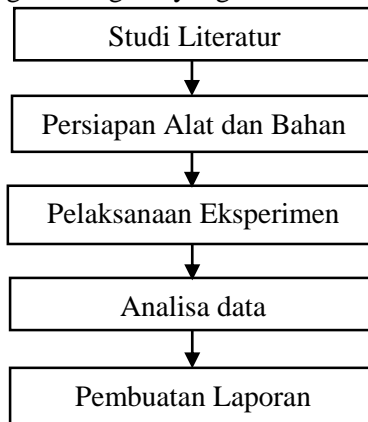 Studi Literatur
Persiapan Alat dan Bahan
Pelaksanaan Eksperimen
Analisa data
Pembuatan Laporan